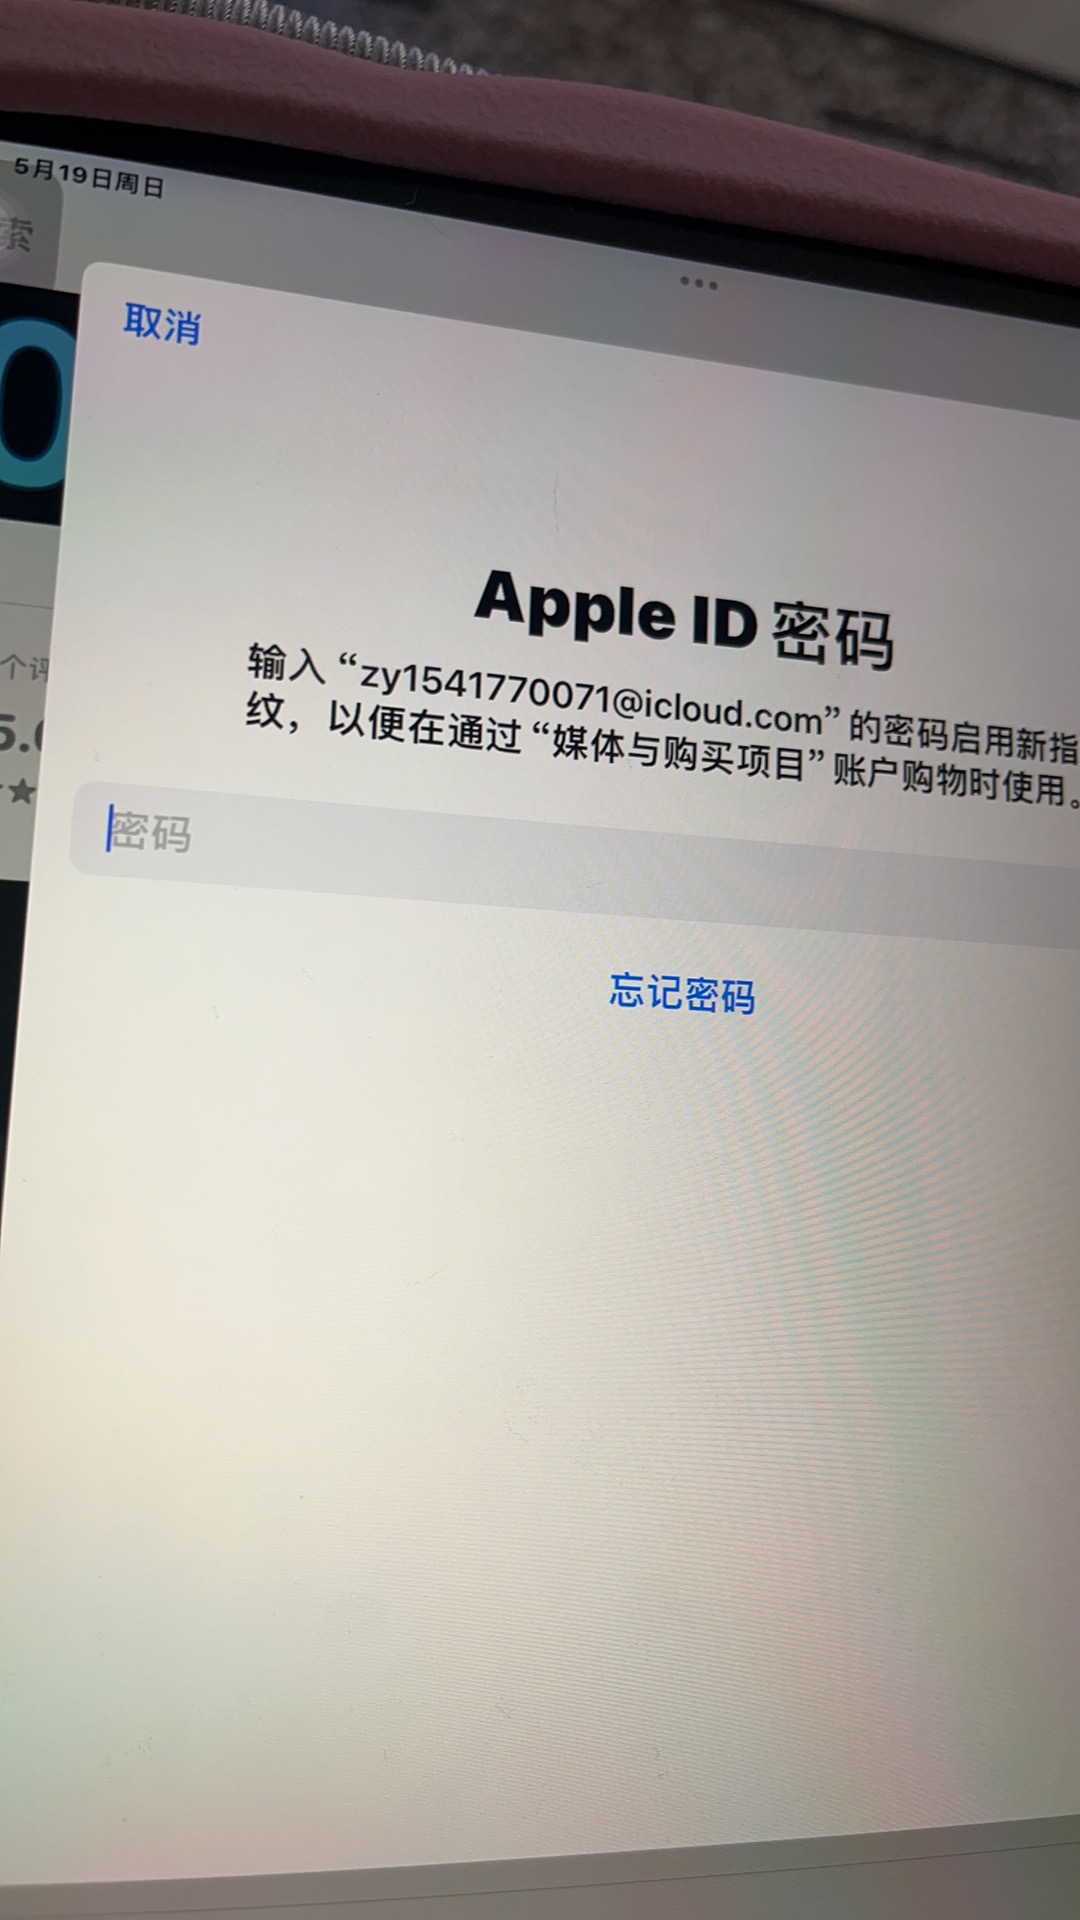 5月19日周日
索
取消
Apple ID 密码
输入 “zy1541770071@icloud.com” 的密码启用新指
纹，以便在通过 “媒体与购买项目” 账户购物时使用。
个评
5.0
密码
忘记密码